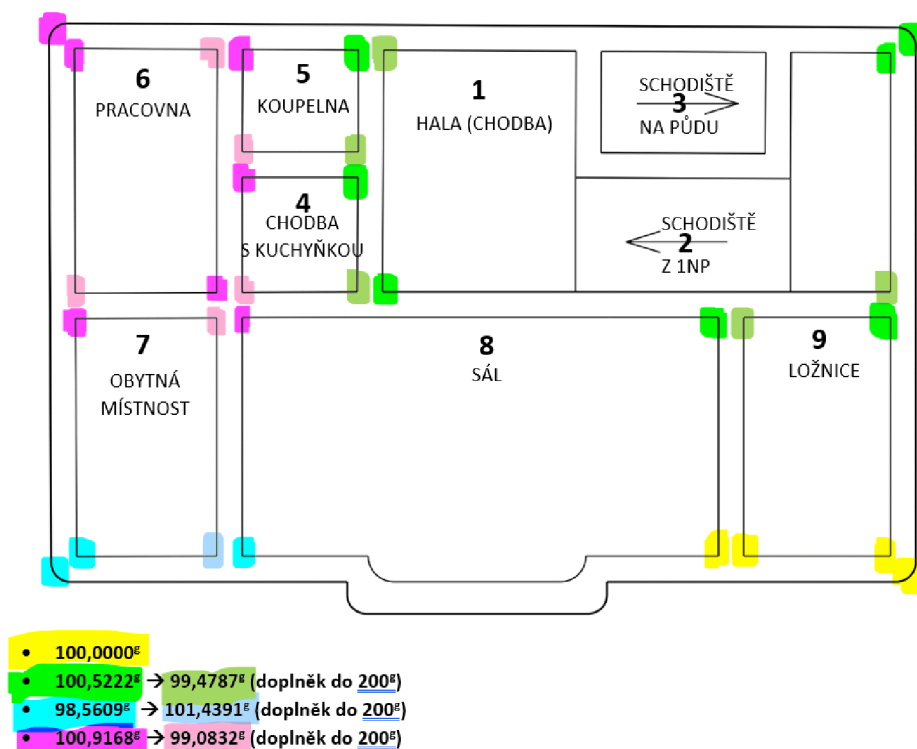 6
PRACOVNA
5
KOUPELNA
1
HALA (CHODBA)
SCHODIŠTĚ
3
NA PŮDU
4
CHODBA
S KUCHYŇKOU
SCHODIŠTĚ
2
Z 1NP
7
OBYTNÁ
MÍSTNOST
8
SÁL
9
LOŽNICE
• 100,0000ᵍ
• 100,5222ᵍ → 99,4787ᵍ (doplněk do 200ᵍ)
• 98,5609ᵍ → 101,4391ᵍ (doplněk do 200ᵍ)
• 100,9168ᵍ → 99,0832ᵍ (doplněk do 200ᵍ)